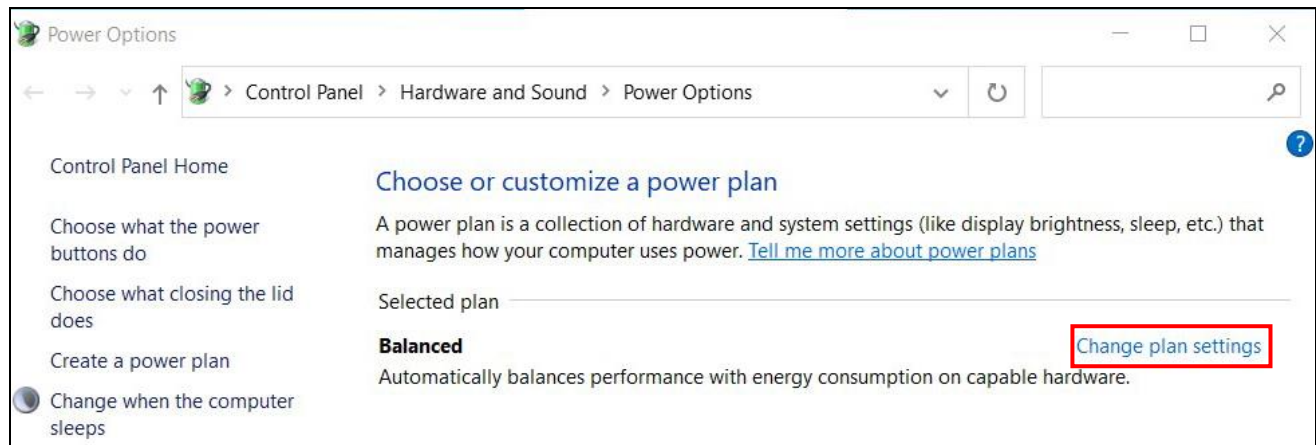 Power Options
Control Panel > Hardware and Sound > Power Options
?
Control Panel Home
Choose what the power
buttons do
Choose what closing the lid
does
Create a power plan
Change when the computer
sleeps
Choose or customize a power plan
A power plan is a collection of hardware and system settings (like display brightness, sleep, etc.) that
manages how your computer uses power. Tell me more about power plans
Selected plan
Balanced
Change plan settings
Automatically balances performance with energy consumption on capable hardware.